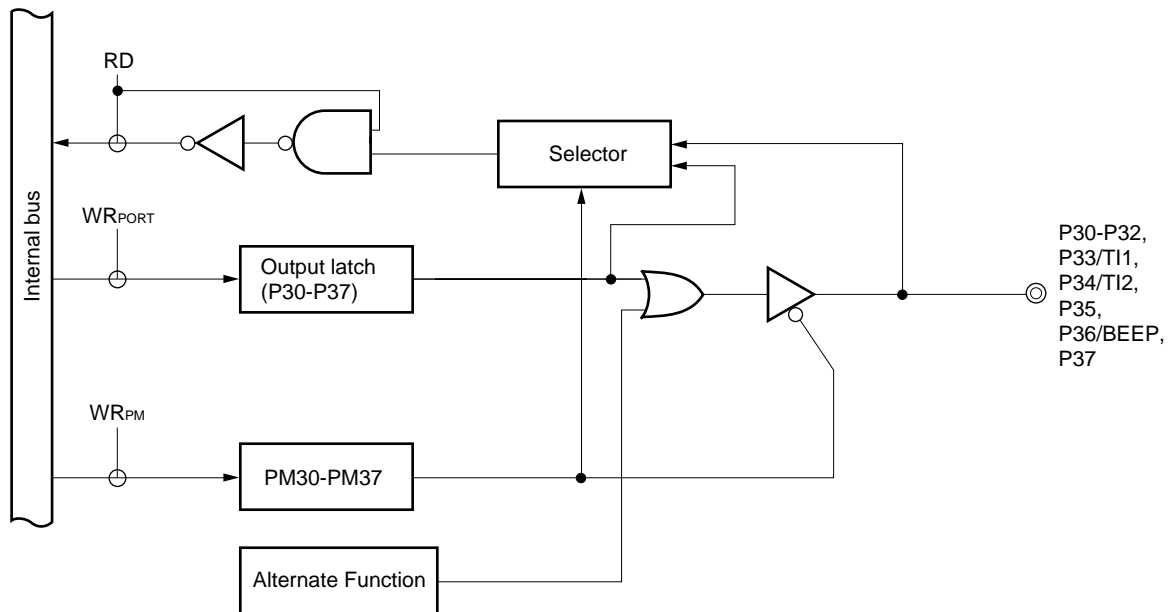 RD
Internal bus
Selector
WRPORT
Output latch
(P30-P37)
P30-P32,
P33/TI1,
P34/TI2,
P35,
P36/BEEP,
P37
WRPM
PM30-PM37
Alternate Function